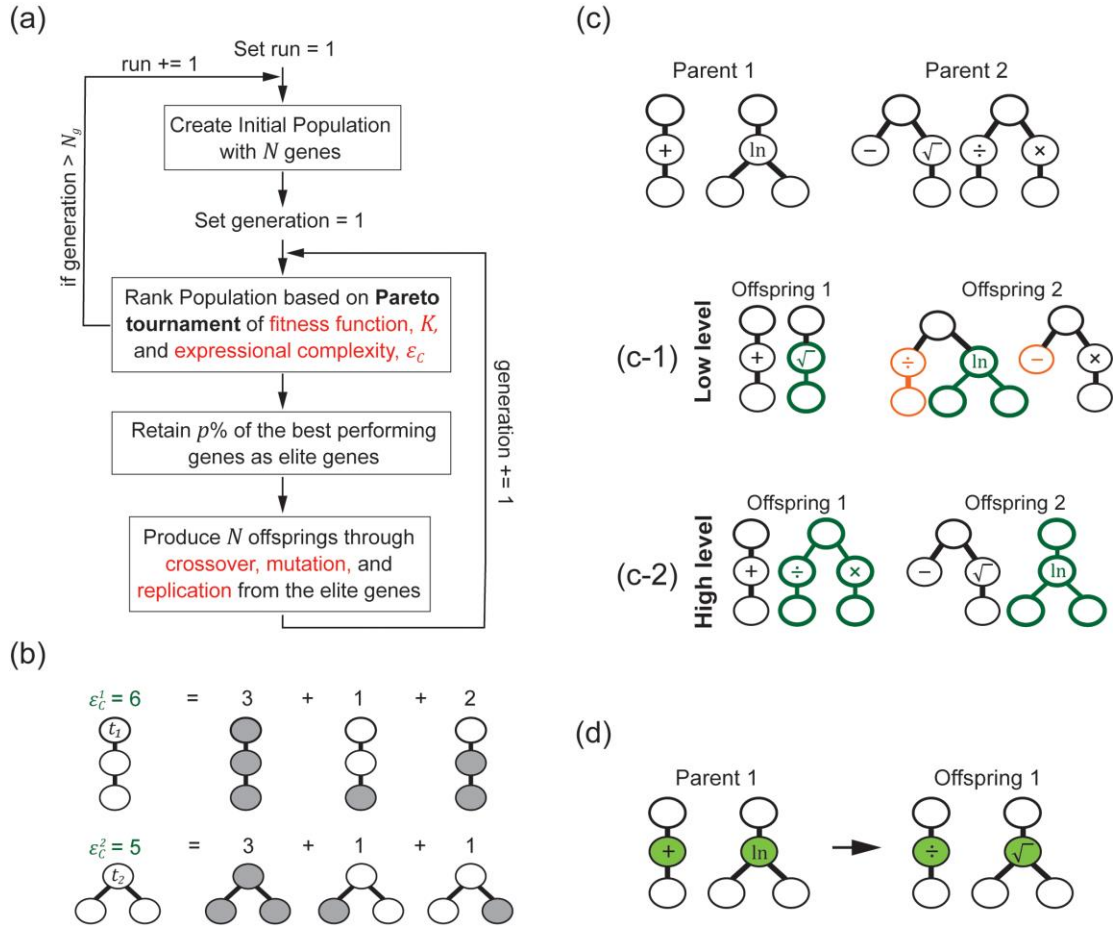 (a)
Set run = 1
run += 1
Create Initial Population
with N genes
if generation > N_g
Set generation = 1
Rank Population based on Pareto
tournament of fitness function, K,
and expressional complexity, ε_C
Retain p% of the best performing
genes as elite genes
generation += 1
Produce N offsprings through
crossover, mutation, and
replication from the elite genes
(b)
ε_C^1 = 6 = 3 + 1 + 2
t_1
ε_C^2 = 5 = 3 + 1 + 1
t_2
(c)
Parent 1 Parent 2
+ ln − √ ÷ ×
(c-1)
Low level
Offspring 1 Offspring 2
+ √ ÷ ln − ×
(c-2)
High level
Offspring 1 Offspring 2
+ ÷ × − √ ln
(d)
Parent 1 Offspring 1
+ ln ÷ √